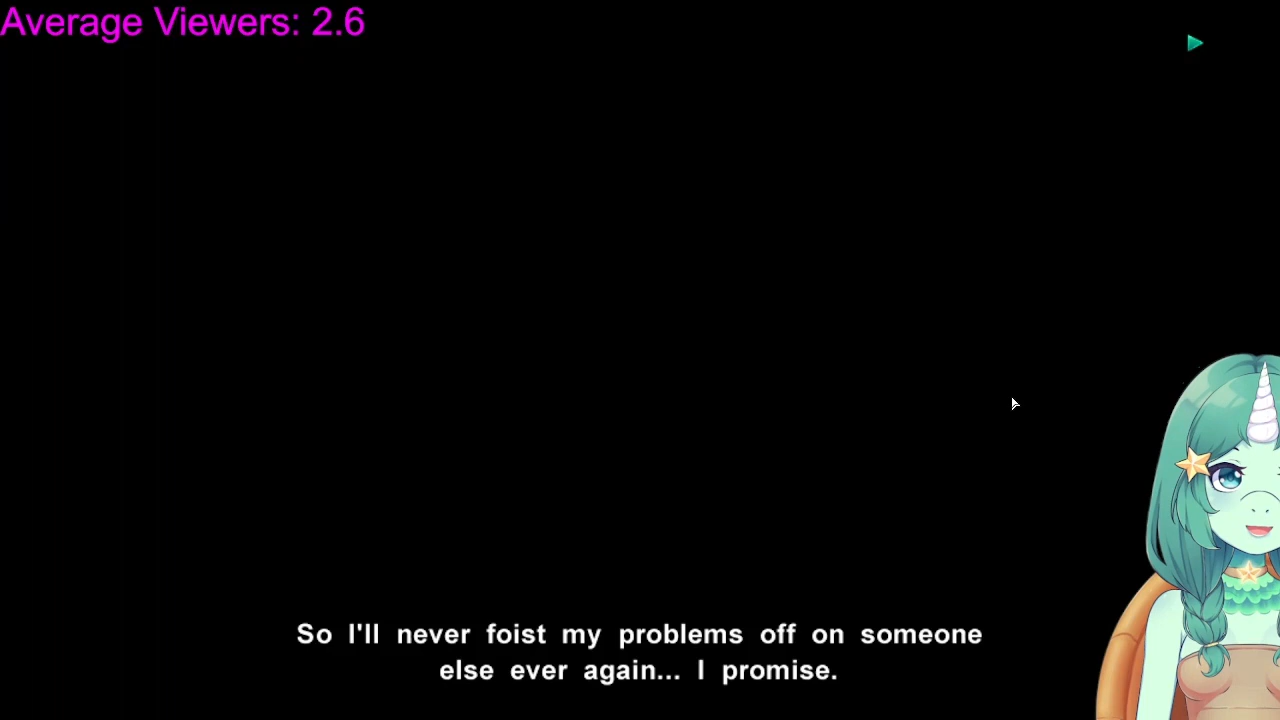 Average Viewers: 2.6
So I'll never foist my problems off on someone
else ever again... I promise.